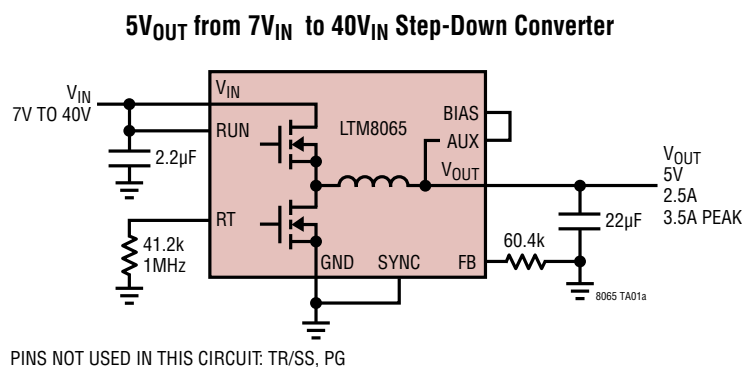 5VOUT from 7VIN to 40VIN Step-Down Converter
VIN
7V TO 40V
VIN
RUN
2.2µF
RT
41.2k
1MHz
LTM8065
BIAS
AUX
VOUT
GND
SYNC
FB
60.4k
22µF
VOUT
5V
2.5A
3.5A PEAK
8065 TA01a
PINS NOT USED IN THIS CIRCUIT: TR/SS, PG